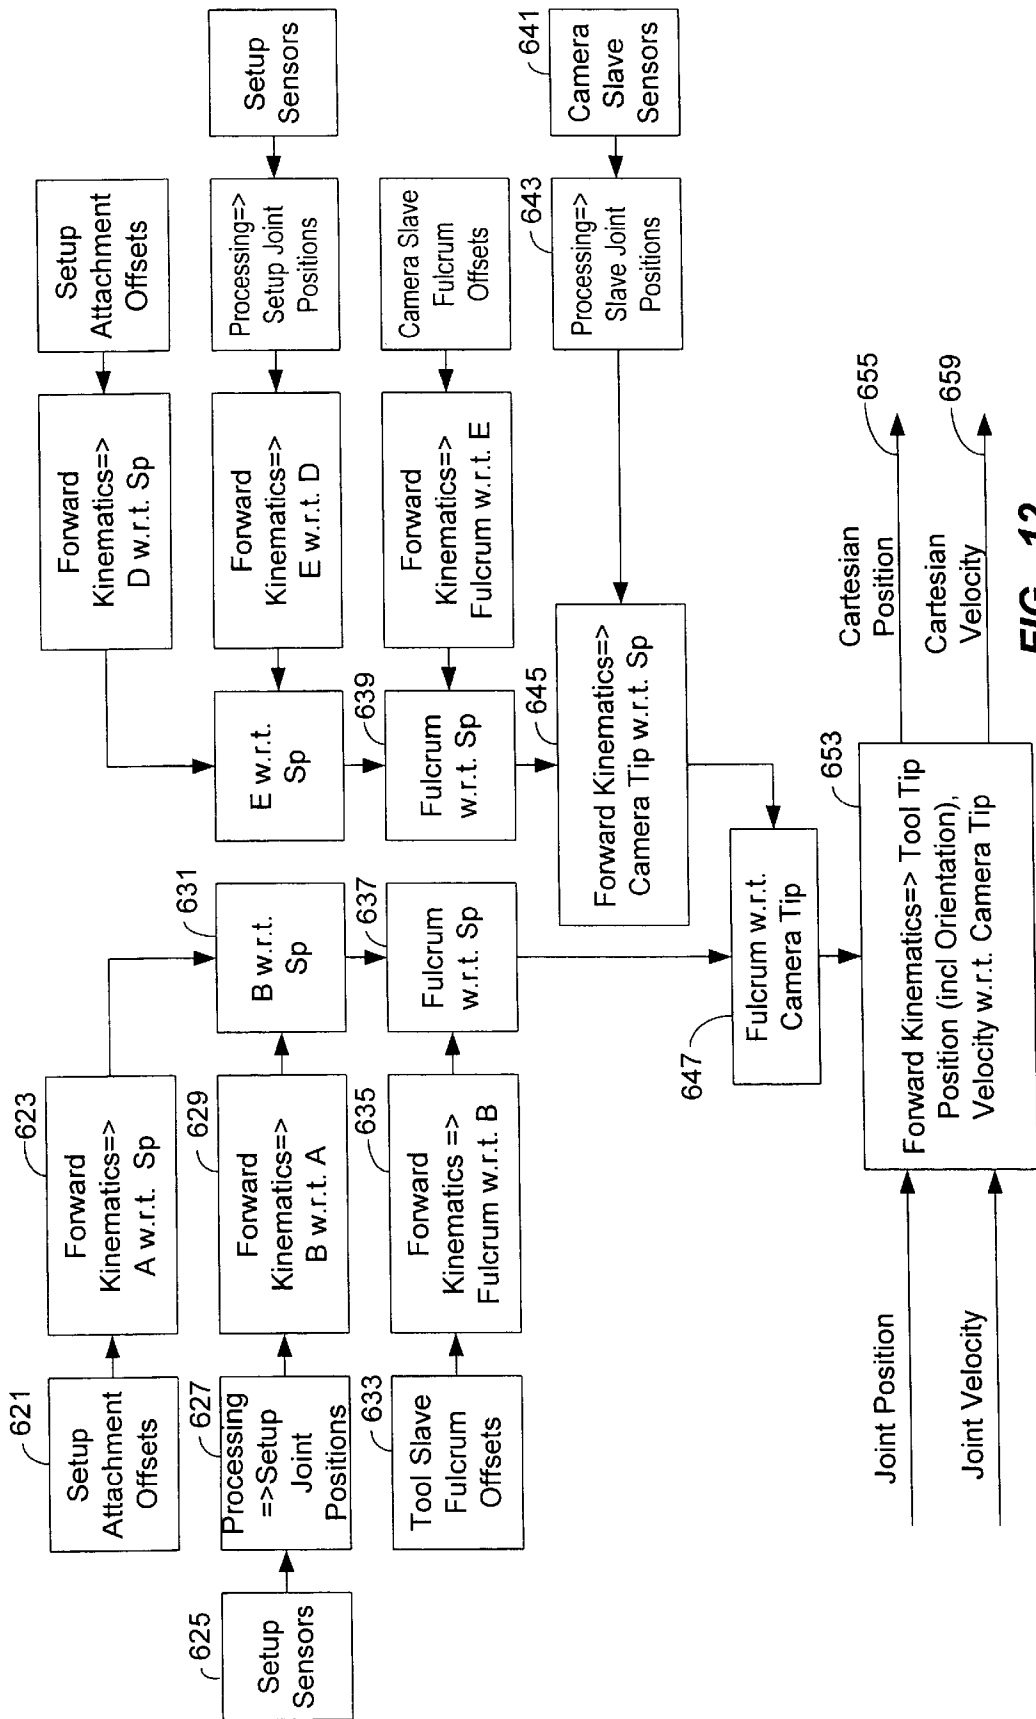 621
Setup
Attachment
Offsets
623
Forward
Kinematics=>
A w.r.t. Sp
Forward
Kinematics=>
D w.r.t. Sp
Setup
Attachment
Offsets
625
Setup
Sensors
627
Processing
=>Setup
Joint
Positions
629
Forward
Kinematics=>
B w.r.t. A
631
B w.r.t.
Sp
E w.r.t.
Sp
Forward
Kinematics=>
E w.r.t. D
Processing=>
Setup Joint
Positions
Setup
Sensors
633
Tool Slave
Fulcrum
Offsets
635
Forward
Kinematics =>
Fulcrum w.r.t. B
637
Fulcrum
w.r.t. Sp
639
Fulcrum
w.r.t. Sp
Forward
Kinematics=>
Fulcrum w.r.t. E
Camera Slave
Fulcrum
Offsets
645
Forward Kinematics=>
Camera Tip w.r.t. Sp
643
Processing=>
Slave Joint
Positions
641
Camera
Slave
Sensors
647
Fulcrum w.r.t.
Camera Tip
Joint Position
Joint Velocity
653
Forward Kinematics=> Tool Tip
Position (incl Orientation),
Velocity w.r.t. Camera Tip
Cartesian
Position
655
Cartesian
Velocity
659
FIG._12